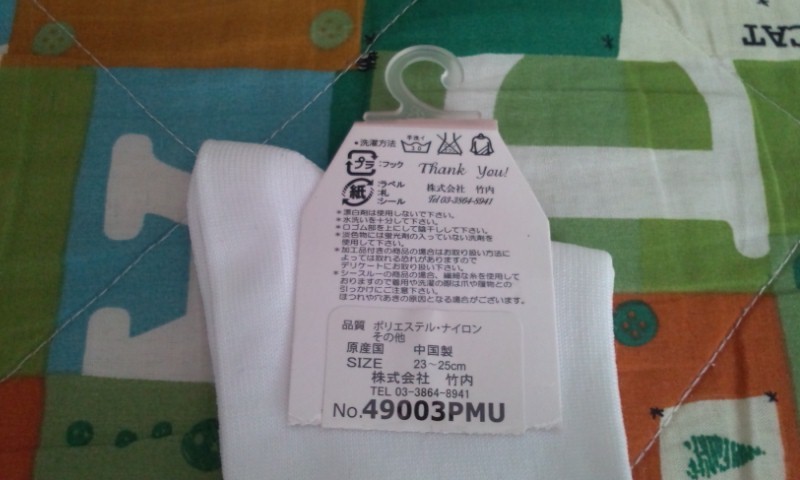 CAT
•洗濯方法 手洗イ
プラ :フック Thank You!
紙 :ラベル 株式会社 竹内
札 Tel 03-3864-8941
シール
*漂白剤は使用しないで下さい。
*水洗いを十分して下さい。
*口ゴム部を上にして陰干しして下さい。
*淡色物には蛍光剤の入っていない洗剤を
使用して下さい。
*加工品付きの商品の場合はお取り扱い方法に
よっては取れる恐れがありますので
デリケートにお取り扱い下さい。
*シースルーの商品の場合、繊細な糸を使用して
おりますので着用や洗濯の際は爪や履物との
引っかけにご注意下さい。
ほつれや穴あきの原因となる場合がございます。
品質 ポリエステル・ナイロン
その他
原産国 中国製
SIZE 23~25cm
株式会社 竹内
TEL 03-3864-8941
No.49003PMU